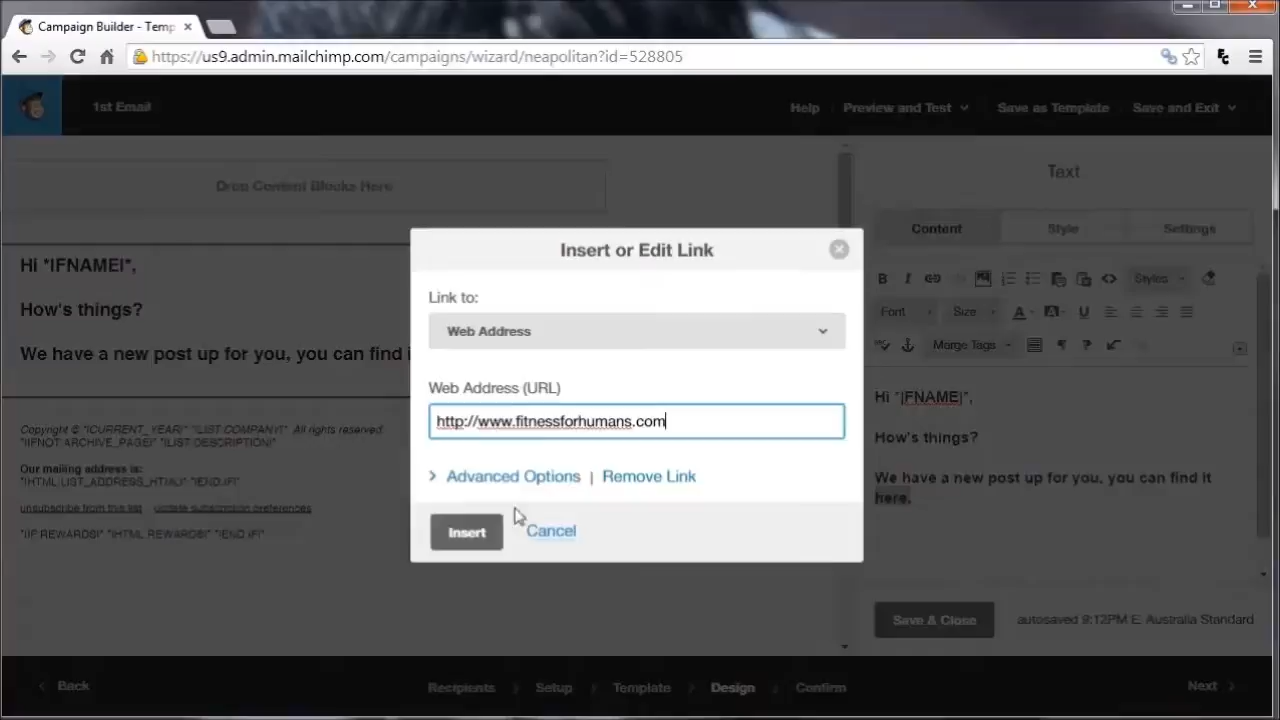 Campaign Builder - Temp
https://us9.admin.mailchimp.com/campaigns/wizard/neapolitan?id=528805
1st Email
Help
Preview and Test
Save as Template
Save and Exit
Drop Content Blocks Here
Hi *|FNAME|*,
How's things?
We have a new post up for you, you can find i
Copyright © *|CURRENT_YEAR|* *|LIST:COMPANY|* All rights reserved.
*|IFNOT:ARCHIVE_PAGE|* *|LIST:DESCRIPTION|*
Our mailing address is:
*|HTML:LIST_ADDRESS_HTML|* *|END:IF|*
unsubscribe from this list update subscription preferences
*|IF:REWARDS|* *|HTML:REWARDS|* *|END:IF|*
Insert or Edit Link
Link to:
Web Address
Web Address (URL)
http://www.fitnessforhumans.com
Advanced Options | Remove Link
Insert
Cancel
Text
Content
Style
Settings
B I
Styles
Font
Size
A A U
Merge Tags
Hi *|FNAME|*,
How's things?
We have a new post up for you, you can find it
here.
Save & Close
autosaved 9:12PM E. Australia Standard
Back
Recipients
Setup
Template
Design
Confirm
Next